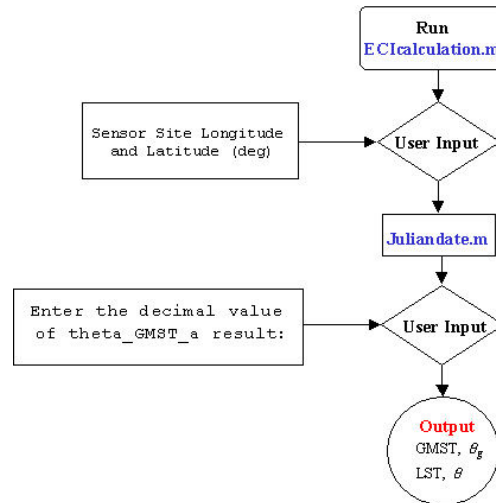 Run
ECIcalculation.m
Sensor Site Longitude
and Latitude (deg)
User Input
Juliandate.m
Enter the decimal value
of theta_GMST_a result:
User Input
Output
GMST, θg
LST, θ